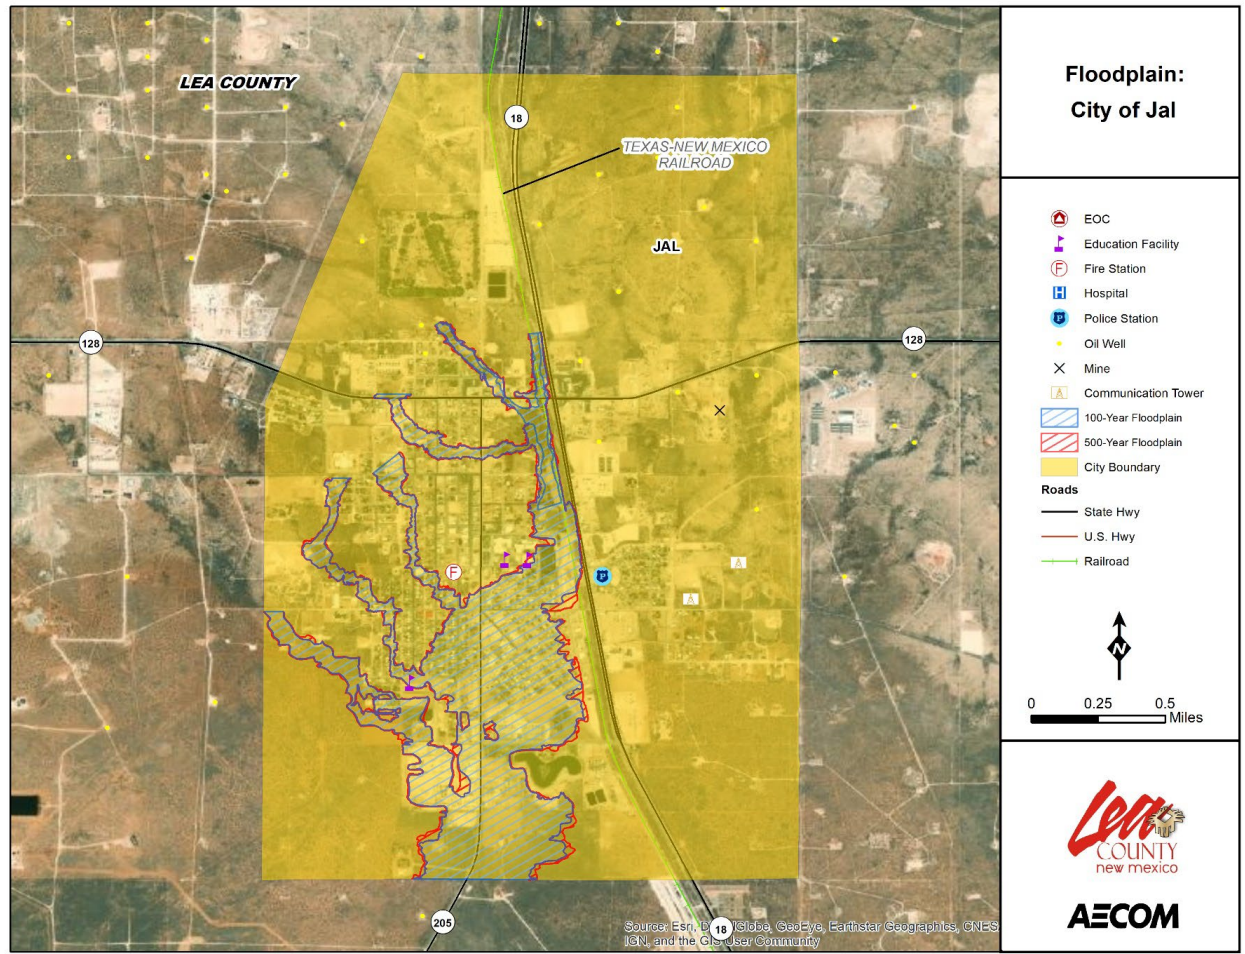 LEA COUNTY
18
TEXAS-NEW MEXICO
RAILROAD
JAL
128
128
F
P
205
18
Source: Esri, DigitalGlobe, GeoEye, Earthstar Geographics, CNES
IGN, and the GIS User Community
Floodplain:
City of Jal
EOC
Education Facility
F Fire Station
H Hospital
P Police Station
Oil Well
Mine
Communication Tower
100-Year Floodplain
500-Year Floodplain
City Boundary
Roads
State Hwy
U.S. Hwy
Railroad
N
0 0.25 0.5
Miles
Lea
COUNTY
new mexico
AECOM